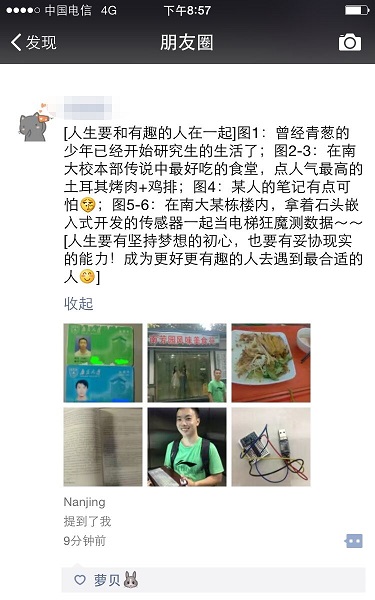 中国电信 4G
下午8:57
发现
朋友圈
[人生要和有趣的人在一起]图1：曾经青葱的
少年已经开始研究生的生活了；图2-3：在南
大校本部传说中最好吃的食堂，点人气最高的
土耳其烤肉+鸡排；图4：某人的笔记有点可
怕；图5-6：在南大某栋楼内，拿着石头嵌
入式开发的传感器一起当电梯狂魔测数据～～
[人生要有坚持梦想的初心，也要有妥协现实
的能力！成为更好更有趣的人去遇到最合适的
人]
收起
Nanjing
提到了我
9分钟前
萝贝